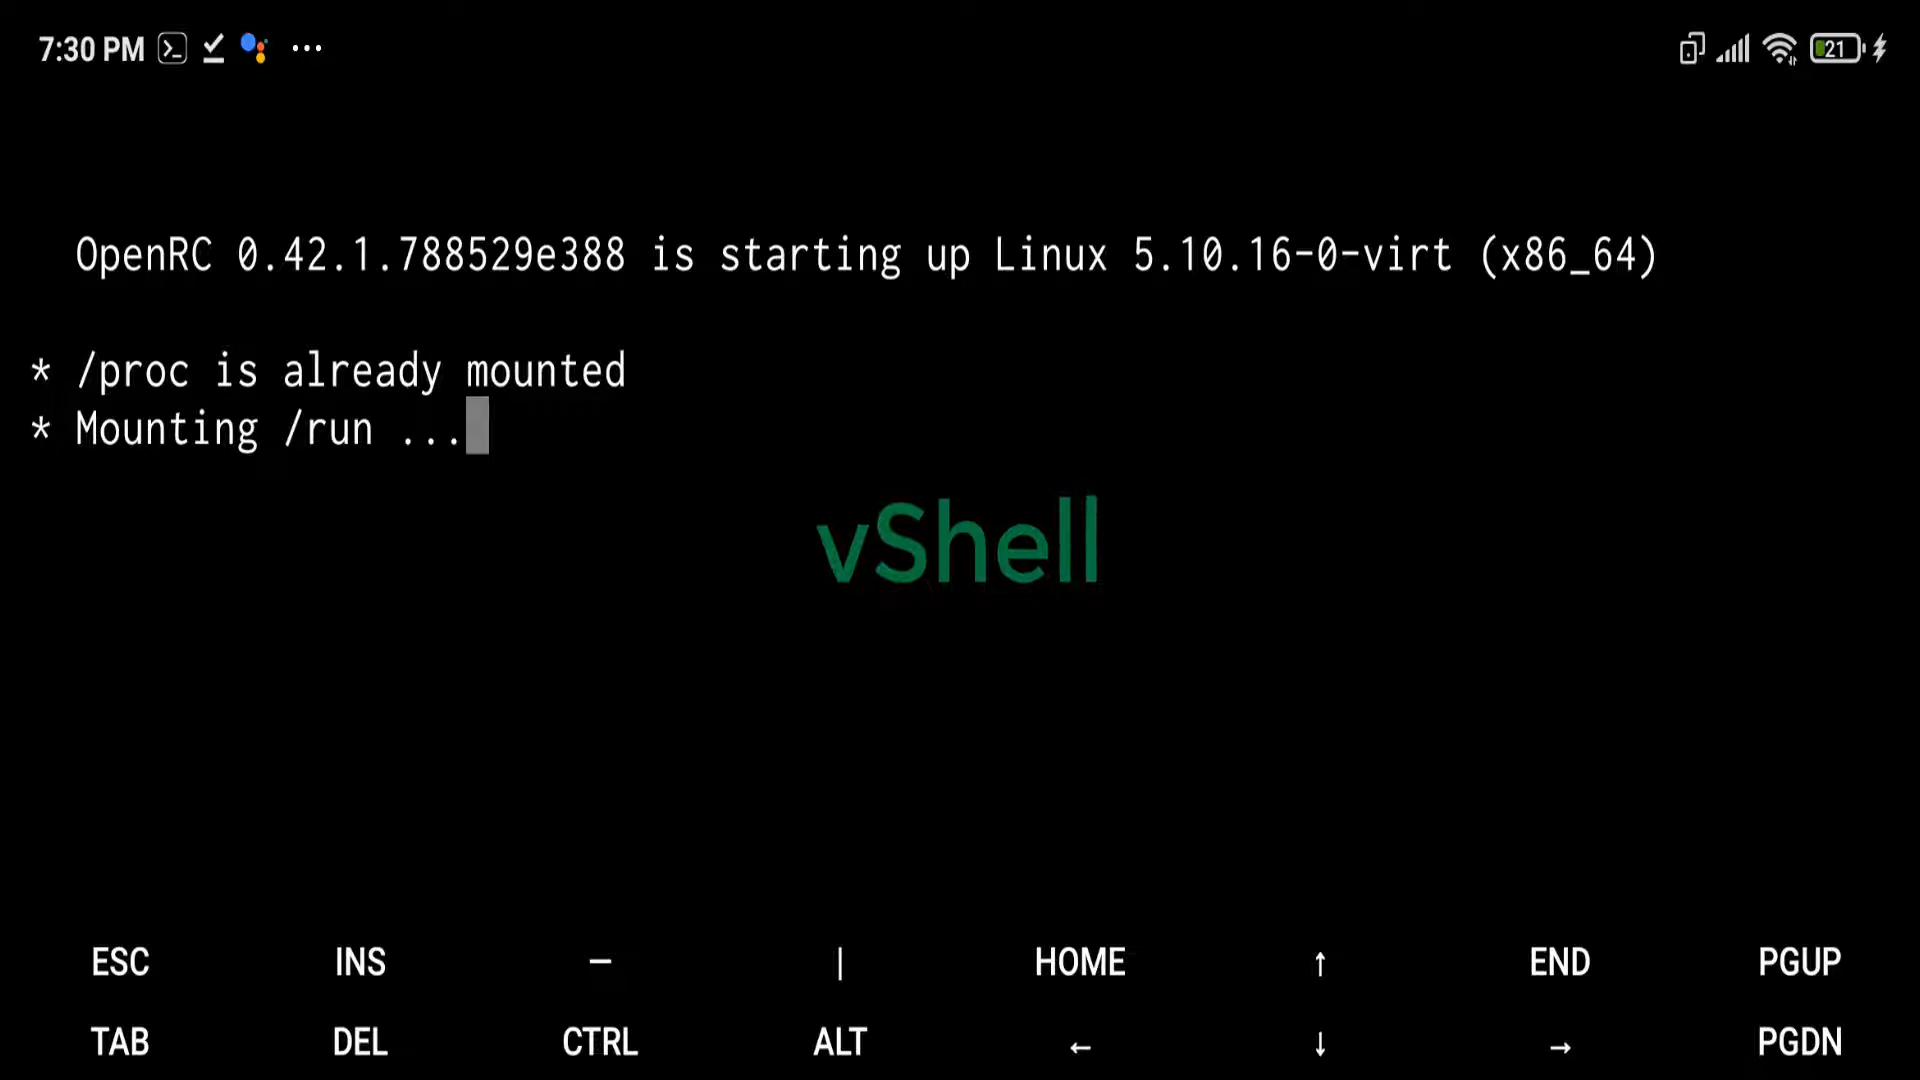 7:30 PM
21
OpenRC 0.42.1.788529e388 is starting up Linux 5.10.16-0-virt (x86_64)
* /proc is already mounted
* Mounting /run ...
vShell
ESC INS — | HOME ↑ END PGUP
TAB DEL CTRL ALT ← ↓ → PGDN